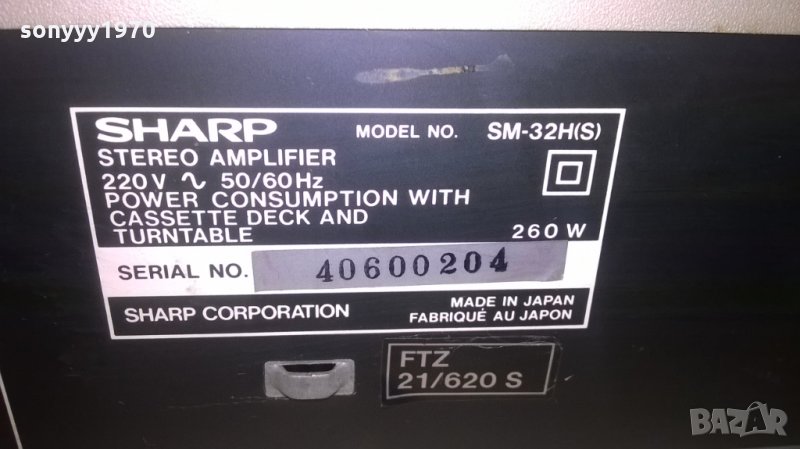 sonyyy1970
SHARP MODEL NO. SM-32H(S)
STEREO AMPLIFIER
220V ∿ 50/60Hz
POWER CONSUMPTION WITH
CASSETTE DECK AND
TURNTABLE 260 W
SERIAL NO. 40600204
SHARP CORPORATION
MADE IN JAPAN
FABRIQUÉ AU JAPON
FTZ
21/620 S
BAZAR